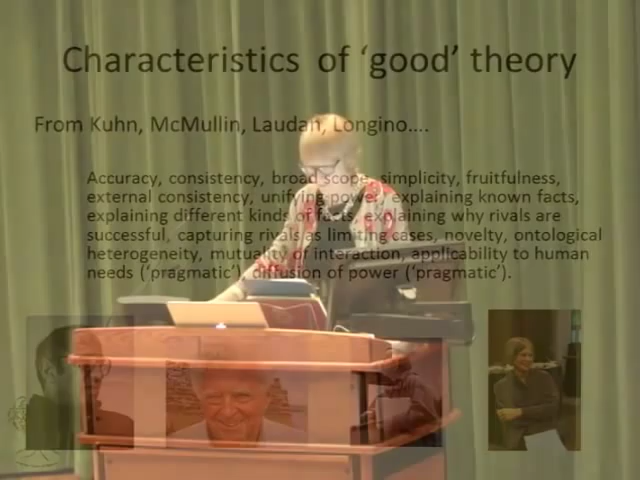 Characteristics of ‘good’ theory
From Kuhn, McMullin, Laudan, Longino....
Accuracy, consistency, broad scope, simplicity, fruitfulness,
external consistency, unifying power, explaining known facts,
explaining different kinds of facts, explaining why rivals are
successful, capturing rivals as limiting cases, novelty, ontological
heterogeneity, mutuality of interaction, applicability to human
needs (‘pragmatic’), diffusion of power (‘pragmatic’).